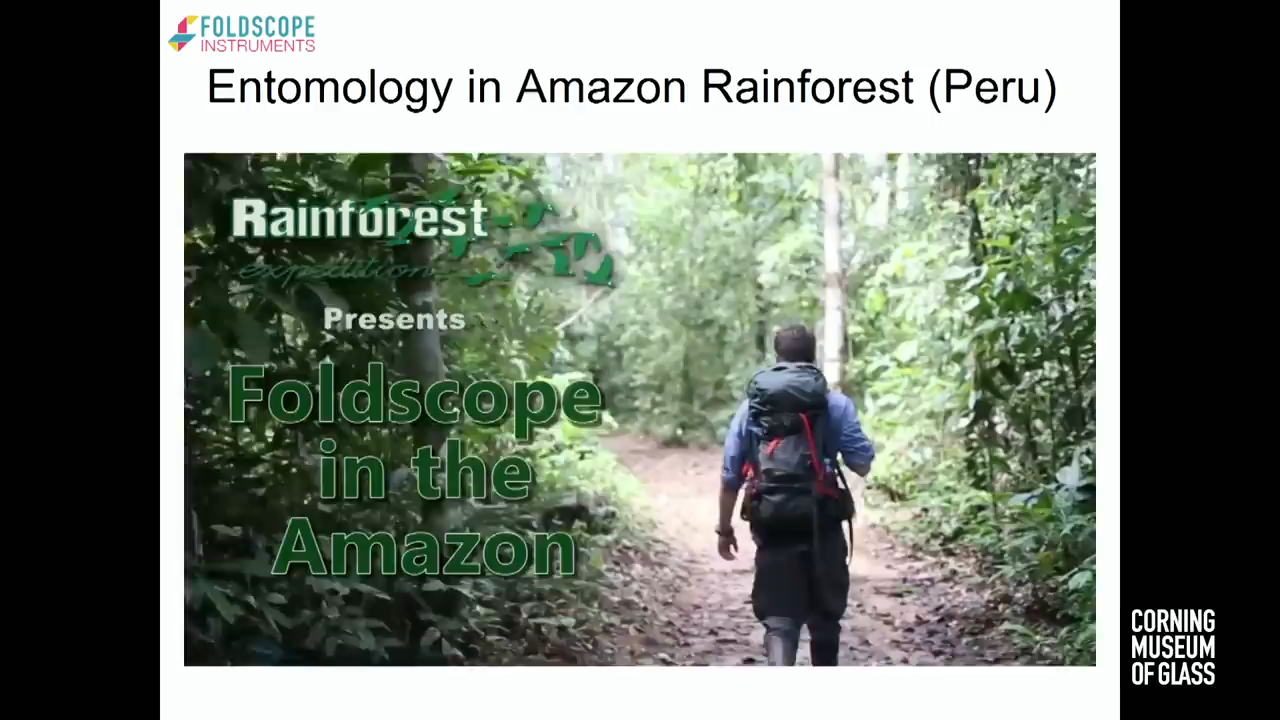 FOLDSCOPE
INSTRUMENTS
Entomology in Amazon Rainforest (Peru)
Rainforest
expeditions
Presents
Foldscope
in the
Amazon
CORNING
MUSEUM
OF GLASS